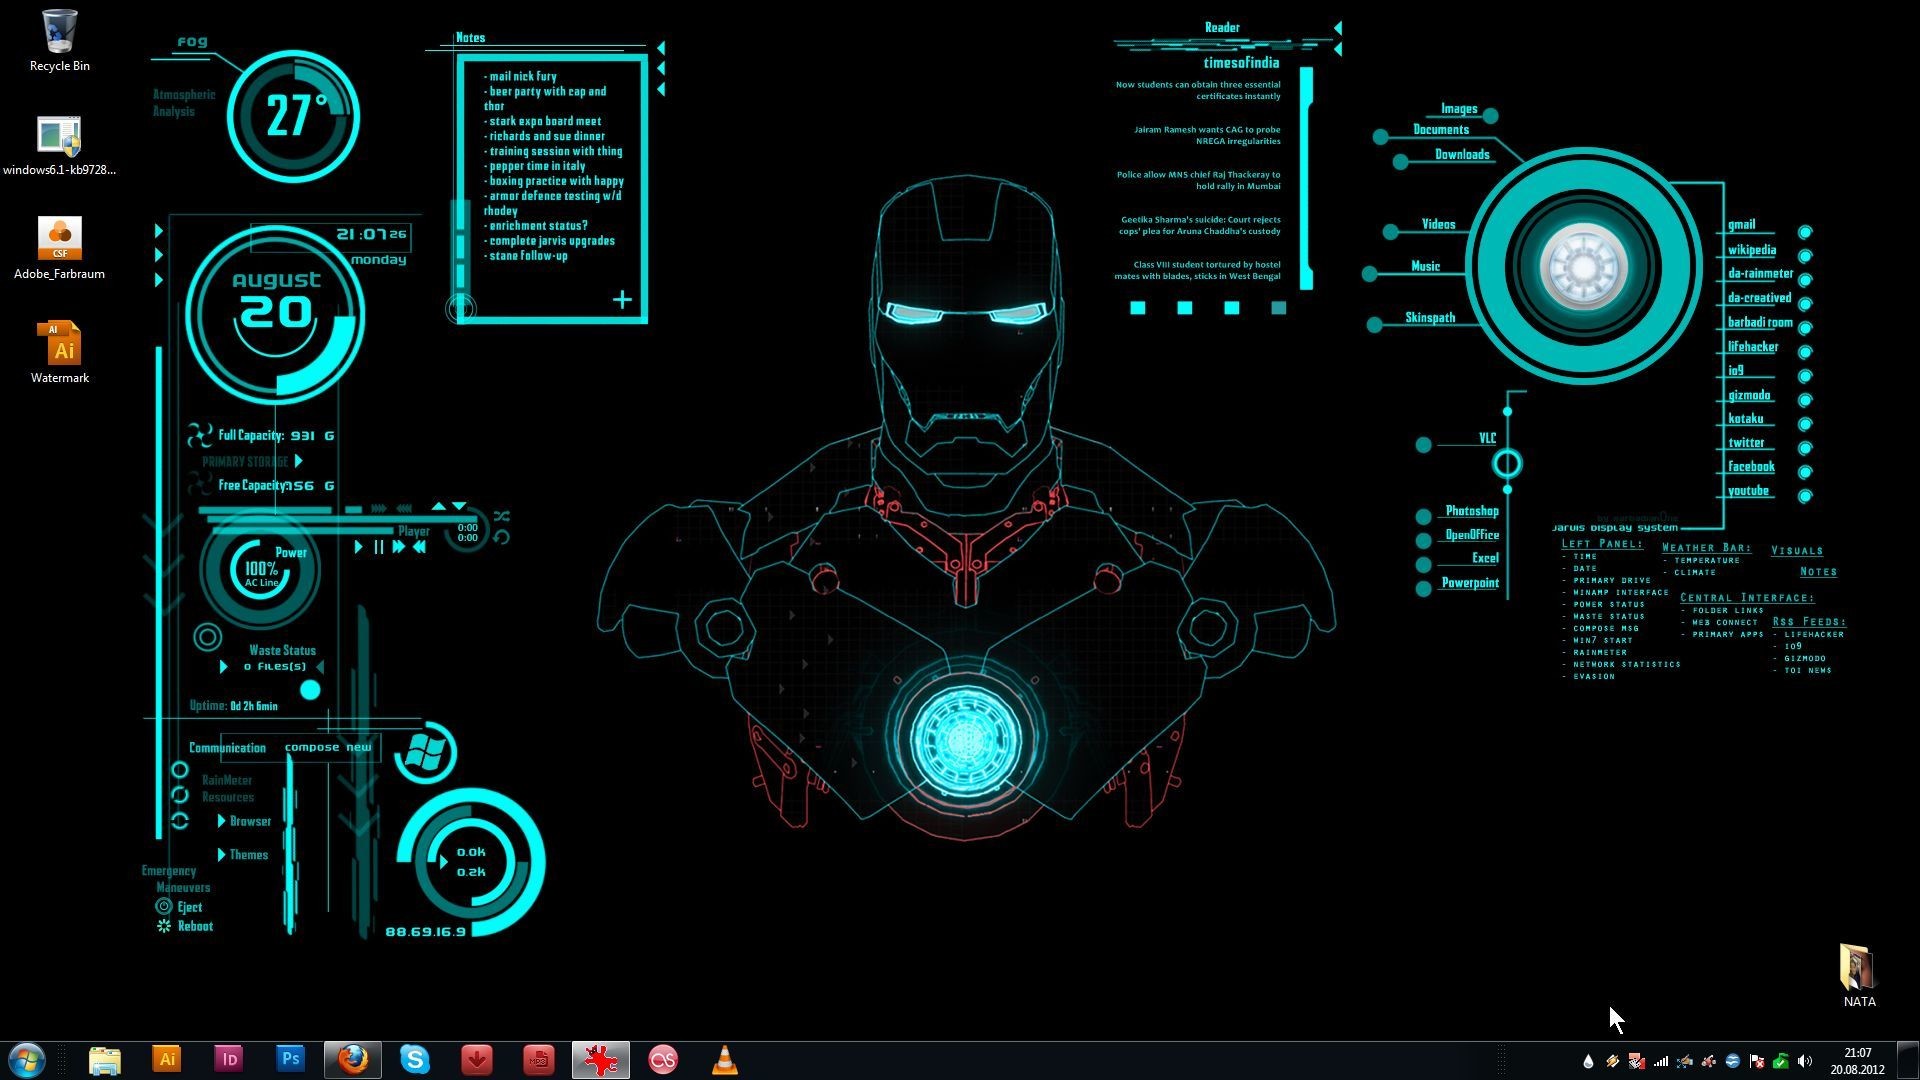 Recycle Bin
windows6.1-kb9728...
CSF
Adobe_Farbraum
Ai
Ai
Watermark
Fog
Atmospheric
Analysis
27°
21:07 26
monday
August
20
Full Capacity: 931 G
PRIMARY STORAGE
Free Capacity: 756 G
Player
0:00
0:00
Power
100%
AC Line
Waste Status
0 files(s)
Uptime: 0d 2h 6min
Communication compose new
RainMeter
Resources
Browser
Themes
Emergency
Maneuvers
Eject
Reboot
0.0k
0.2k
88.69.16.9
Notes
- mail nick fury
- beer party with cap and
thor
- stark expo board meet
- richards and sue dinner
- training session with thing
- pepper time in italy
- boxing practice with happy
- armor defence testing w/d
rhodey
- enrichment status?
- complete jarvis upgrades
- stane follow-up
+
Reader
timesofindia
Now students can obtain three essential
certificates instantly
Jairam Ramesh wants CAG to probe
NREGA irregularities
Police allow MNS chief Raj Thackeray to
hold rally in Mumbai
Geetika Sharma's suicide: Court rejects
cops' plea for Aruna Chaddha's custody
Class VIII student tortured by hostel
mates with blades, sticks in West Bengal
Images
Documents
Downloads
Videos
Music
Skinspath
gmail
wikipedia
da-rainmeter
da-creatived
barbadi room
lifehacker
io9
gizmodo
kotaku
twitter
facebook
youtube
VLC
Photoshop
OpenOffice
Excel
Powerpoint
Jarvis Display System
Left Panel:
- Time
- Date
- Primary Drive
- Winamp Interface
- Power Status
- Waste Status
- Compose Msg
- Win7 Start
- Rainmeter
- Network Statistics
- Evasion
Weather Bar:
- Temperature
- Climate
Visuals
Notes
Central Interface:
- Folder Links
- Web Connect
- Primary Apps
Rss Feeds:
- Lifehacker
- io9
- Gizmodo
- TOI News
NATA
Ai
Id
Ps
S
MP3
21:07
20.08.2012